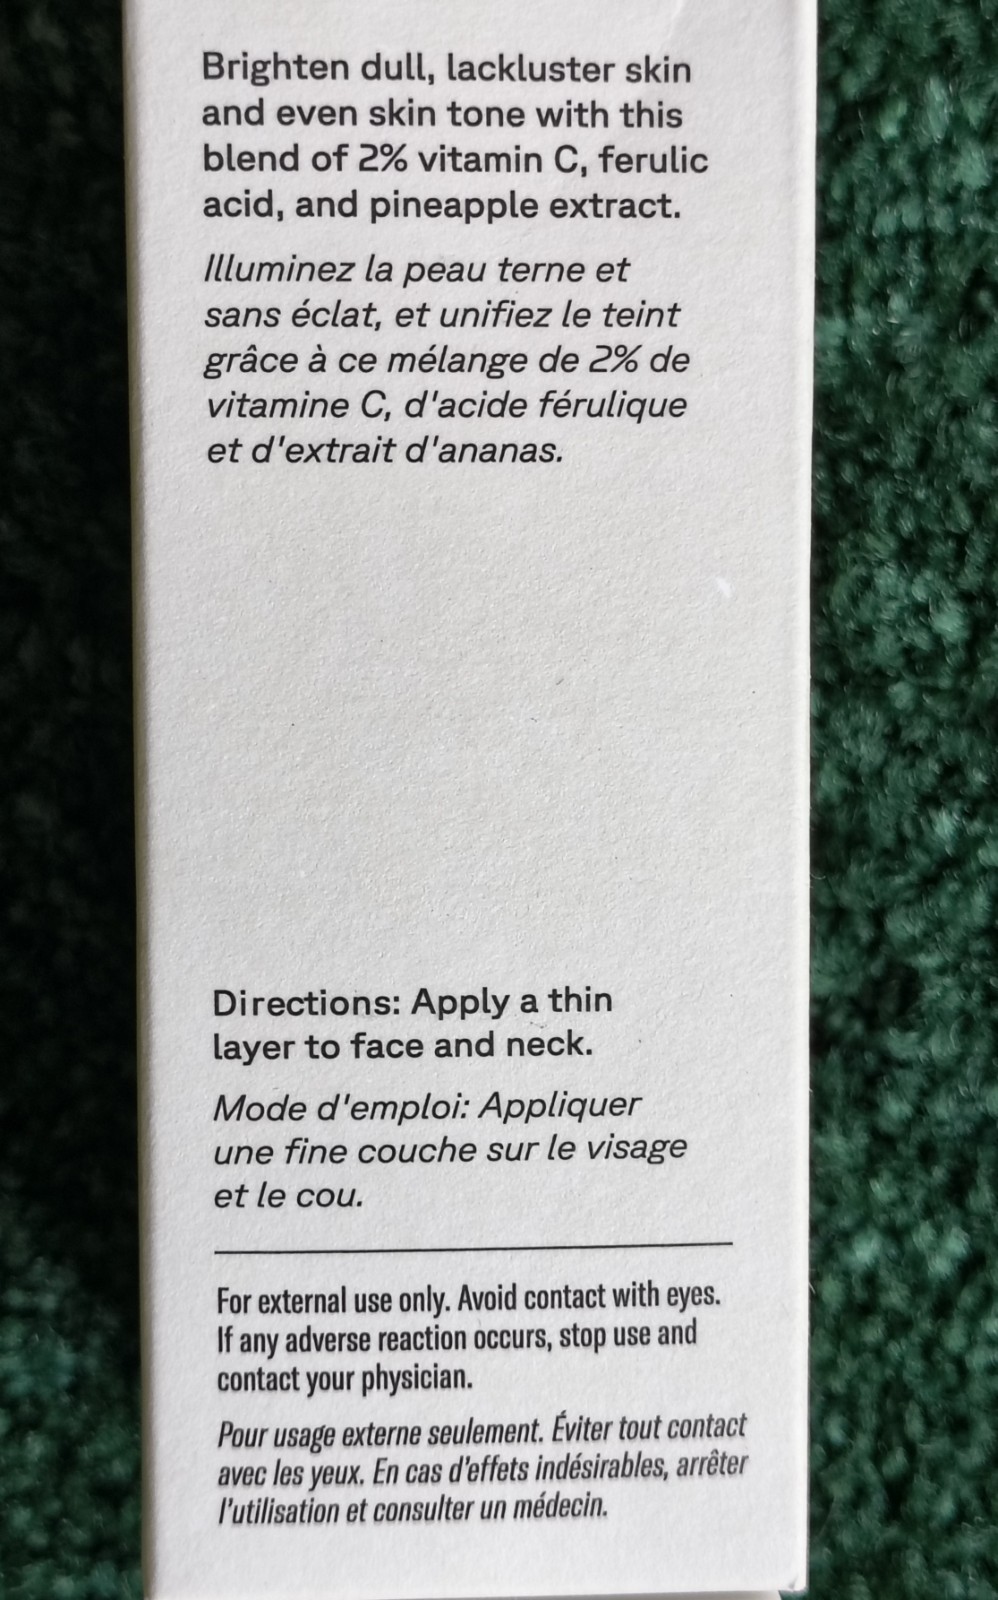 Brighten dull, lackluster skin
and even skin tone with this
blend of 2% vitamin C, ferulic
acid, and pineapple extract.
Illuminez la peau terne et
sans éclat, et unifiez le teint
grâce à ce mélange de 2% de
vitamine C, d'acide férulique
et d'extrait d'ananas.
Directions: Apply a thin
layer to face and neck.
Mode d'emploi: Appliquer
une fine couche sur le visage
et le cou.
For external use only. Avoid contact with eyes.
If any adverse reaction occurs, stop use and
contact your physician.
Pour usage externe seulement. Éviter tout contact
avec les yeux. En cas d'effets indésirables, arrêter
l'utilisation et consulter un médecin.